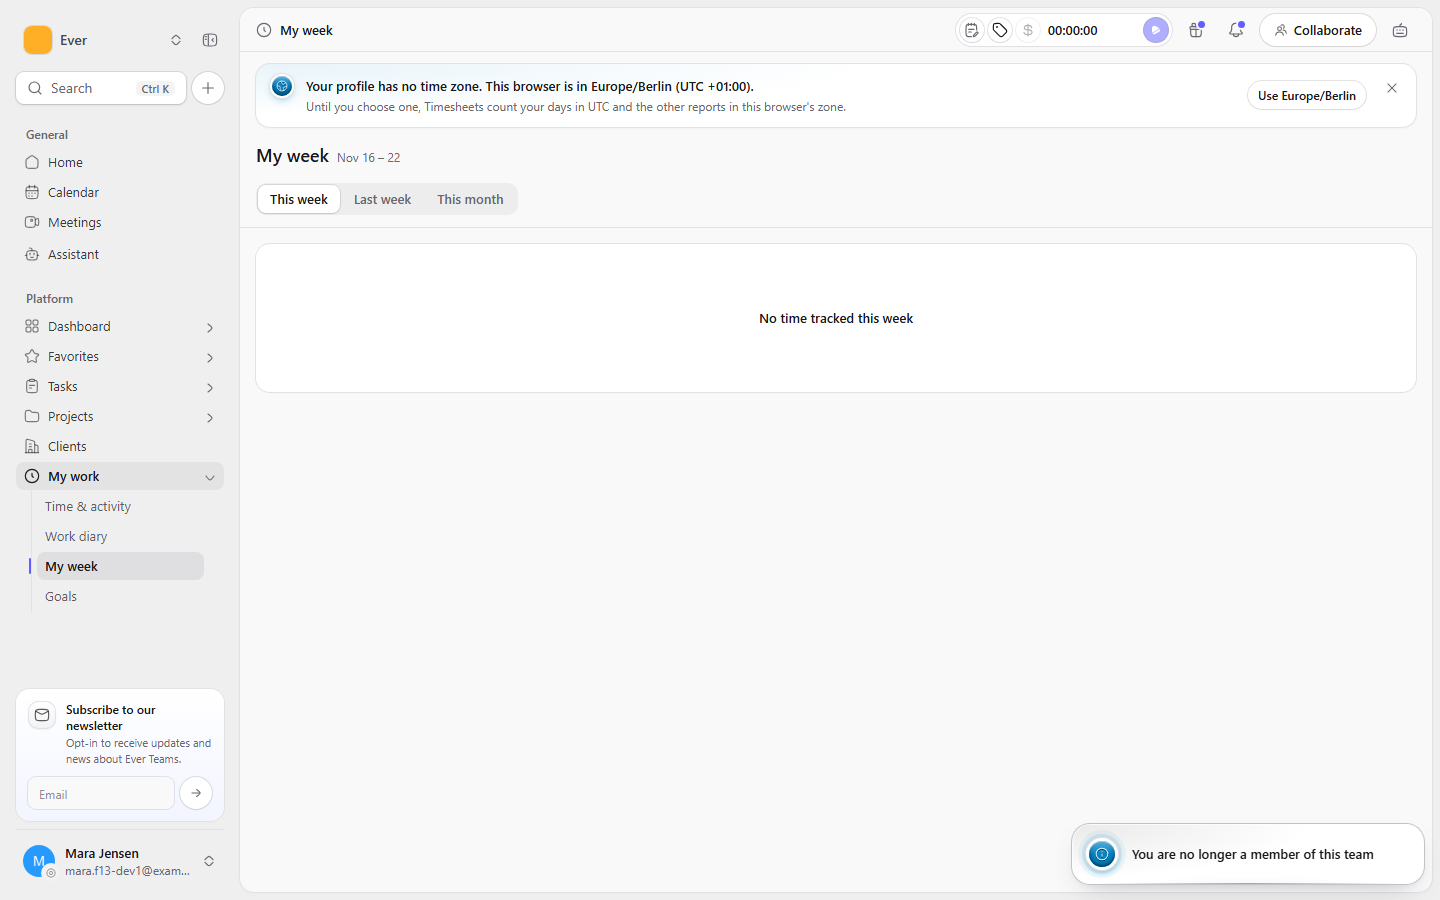 Ever
Search
Ctrl K
General
Home
Calendar
Meetings
Assistant
Platform
Dashboard
Favorites
Tasks
Projects
Clients
My work
Time & activity
Work diary
My week
Goals
Subscribe to our
newsletter
Opt-in to receive updates and
news about Ever Teams.
Email
M
Mara Jensen
mara.f13-dev1@exam...
My week
00:00:00
Collaborate
Your profile has no time zone. This browser is in Europe/Berlin (UTC +01:00).
Until you choose one, Timesheets count your days in UTC and the other reports in this browser's zone.
Use Europe/Berlin
My week Nov 16 – 22
This week
Last week
This month
No time tracked this week
You are no longer a member of this team